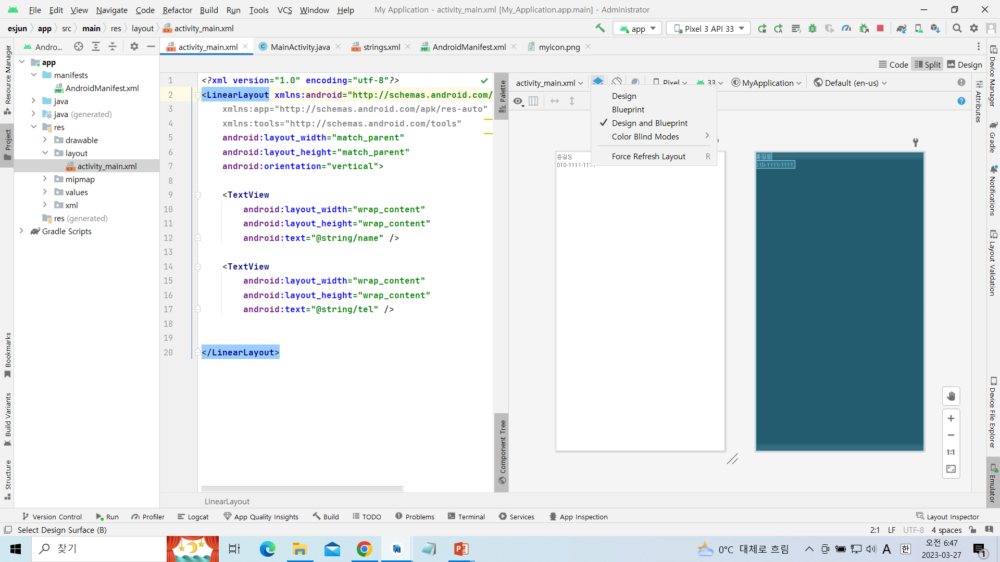 File Edit View Navigate Code Refactor Build Run Tools VCS Window Help My Application - activity_main.xml [My_Application.app.main] - Administrator
esjun app src main res layout activity_main.xml app Pixel 3 API 33
Andro... activity_main.xml MainActivity.java strings.xml AndroidManifest.xml myicon.png
Code Split Design
activity_main.xml Pixel 33 MyApplication Default (en-us)
Design
Blueprint
Design and Blueprint
Color Blind Modes
Force Refresh Layout R
Resource Manager
Project
Bookmarks
Build Variants
Structure
app
manifests
AndroidManifest.xml
java
java (generated)
res
drawable
layout
activity_main.xml
mipmap
values
xml
res (generated)
Gradle Scripts
1 <?xml version="1.0" encoding="utf-8"?>
2 <LinearLayout xmlns:android="http://schemas.android.com/
3 xmlns:app="http://schemas.android.com/apk/res-auto"
4 xmlns:tools="http://schemas.android.com/tools"
5 android:layout_width="match_parent"
6 android:layout_height="match_parent"
7 android:orientation="vertical">
8
9 <TextView
10 android:layout_width="wrap_content"
11 android:layout_height="wrap_content"
12 android:text="@string/name" />
13
14 <TextView
15 android:layout_width="wrap_content"
16 android:layout_height="wrap_content"
17 android:text="@string/tel" />
18
19
20 </LinearLayout>
LinearLayout
Palette
Component Tree
홍길동
010-1111-1111
홍길동
010-1111-1111
1:1
Attributes
Device Manager
Gradle
Notifications
Layout Validation
Device File Explorer
Emulator
Version Control Run Profiler Logcat App Quality Insights Build TODO Problems Terminal Services App Inspection Layout Inspector
Select Design Surface (B) 2:1 LF UTF-8 4 spaces
찾기 0°C 대체로 흐림 A 한 오전 6:47
2023-03-27 1